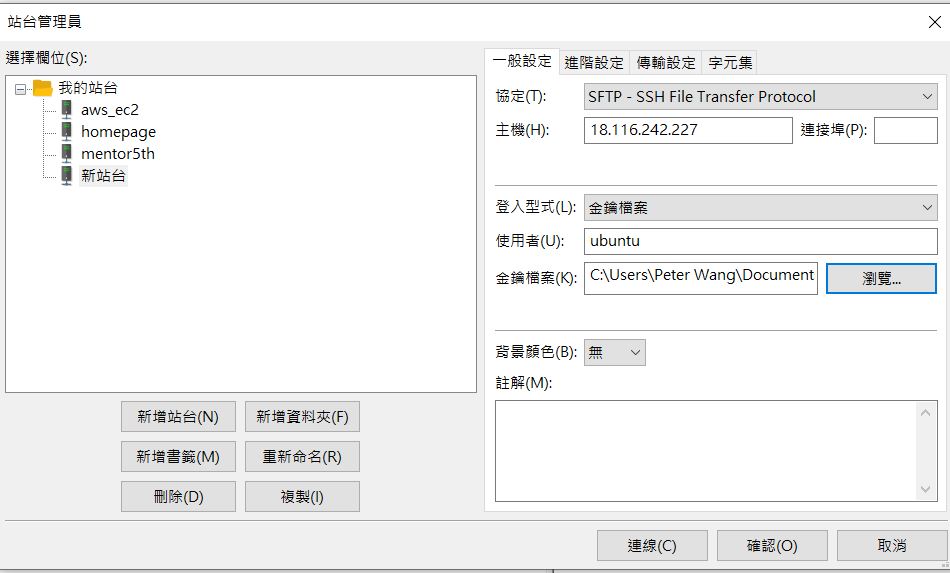 站台管理員
選擇欄位(S):
我的站台
aws_ec2
homepage
mentor5th
新站台
新增站台(N)
新增資料夾(F)
新增書籤(M)
重新命名(R)
刪除(D)
複製(I)
一般設定
進階設定
傳輸設定
字元集
協定(T):
SFTP - SSH File Transfer Protocol
主機(H):
18.116.242.227
連接埠(P):
登入型式(L):
金鑰檔案
使用者(U):
ubuntu
金鑰檔案(K):
C:\Users\Peter Wang\Document
瀏覽...
背景顏色(B):
無
註解(M):
連線(C)
確認(O)
取消